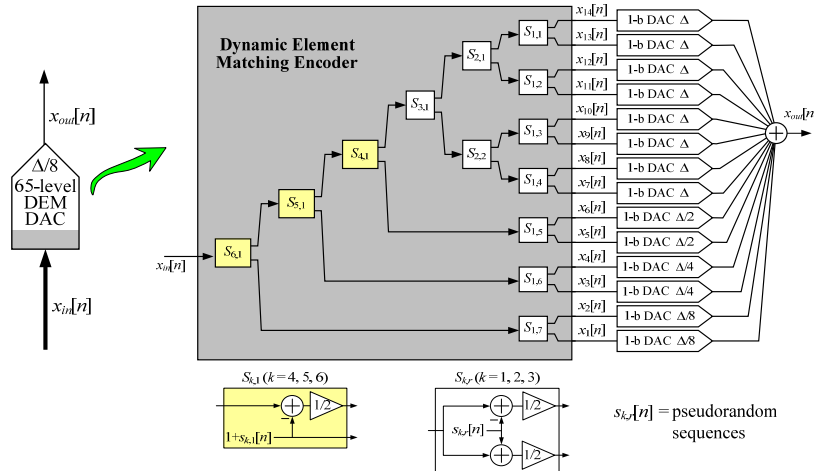 x_out[n]
Δ/8
65-level
DEM
DAC
x_in[n]
Dynamic Element
Matching Encoder
x_in[n]
S_6,1
S_5,1
S_4,1
S_3,1
S_2,1
S_2,2
S_1,1
S_1,2
S_1,3
S_1,4
S_1,5
S_1,6
S_1,7
x_14[n] 1-b DAC Δ
x_13[n] 1-b DAC Δ
x_12[n] 1-b DAC Δ
x_11[n] 1-b DAC Δ
x_10[n] 1-b DAC Δ
x_9[n] 1-b DAC Δ
x_8[n] 1-b DAC Δ
x_7[n] 1-b DAC Δ
x_6[n] 1-b DAC Δ/2
x_5[n] 1-b DAC Δ/2
x_4[n] 1-b DAC Δ/4
x_3[n] 1-b DAC Δ/4
x_2[n] 1-b DAC Δ/8
x_1[n] 1-b DAC Δ/8
x_out[n]
S_k,1 (k = 4, 5, 6)
+
−
1/2
1+s_k,1[n]
S_k,r (k = 1, 2, 3)
+
−
1/2
s_k,r[n]
+
1/2
s_k,r[n] = pseudorandom
sequences